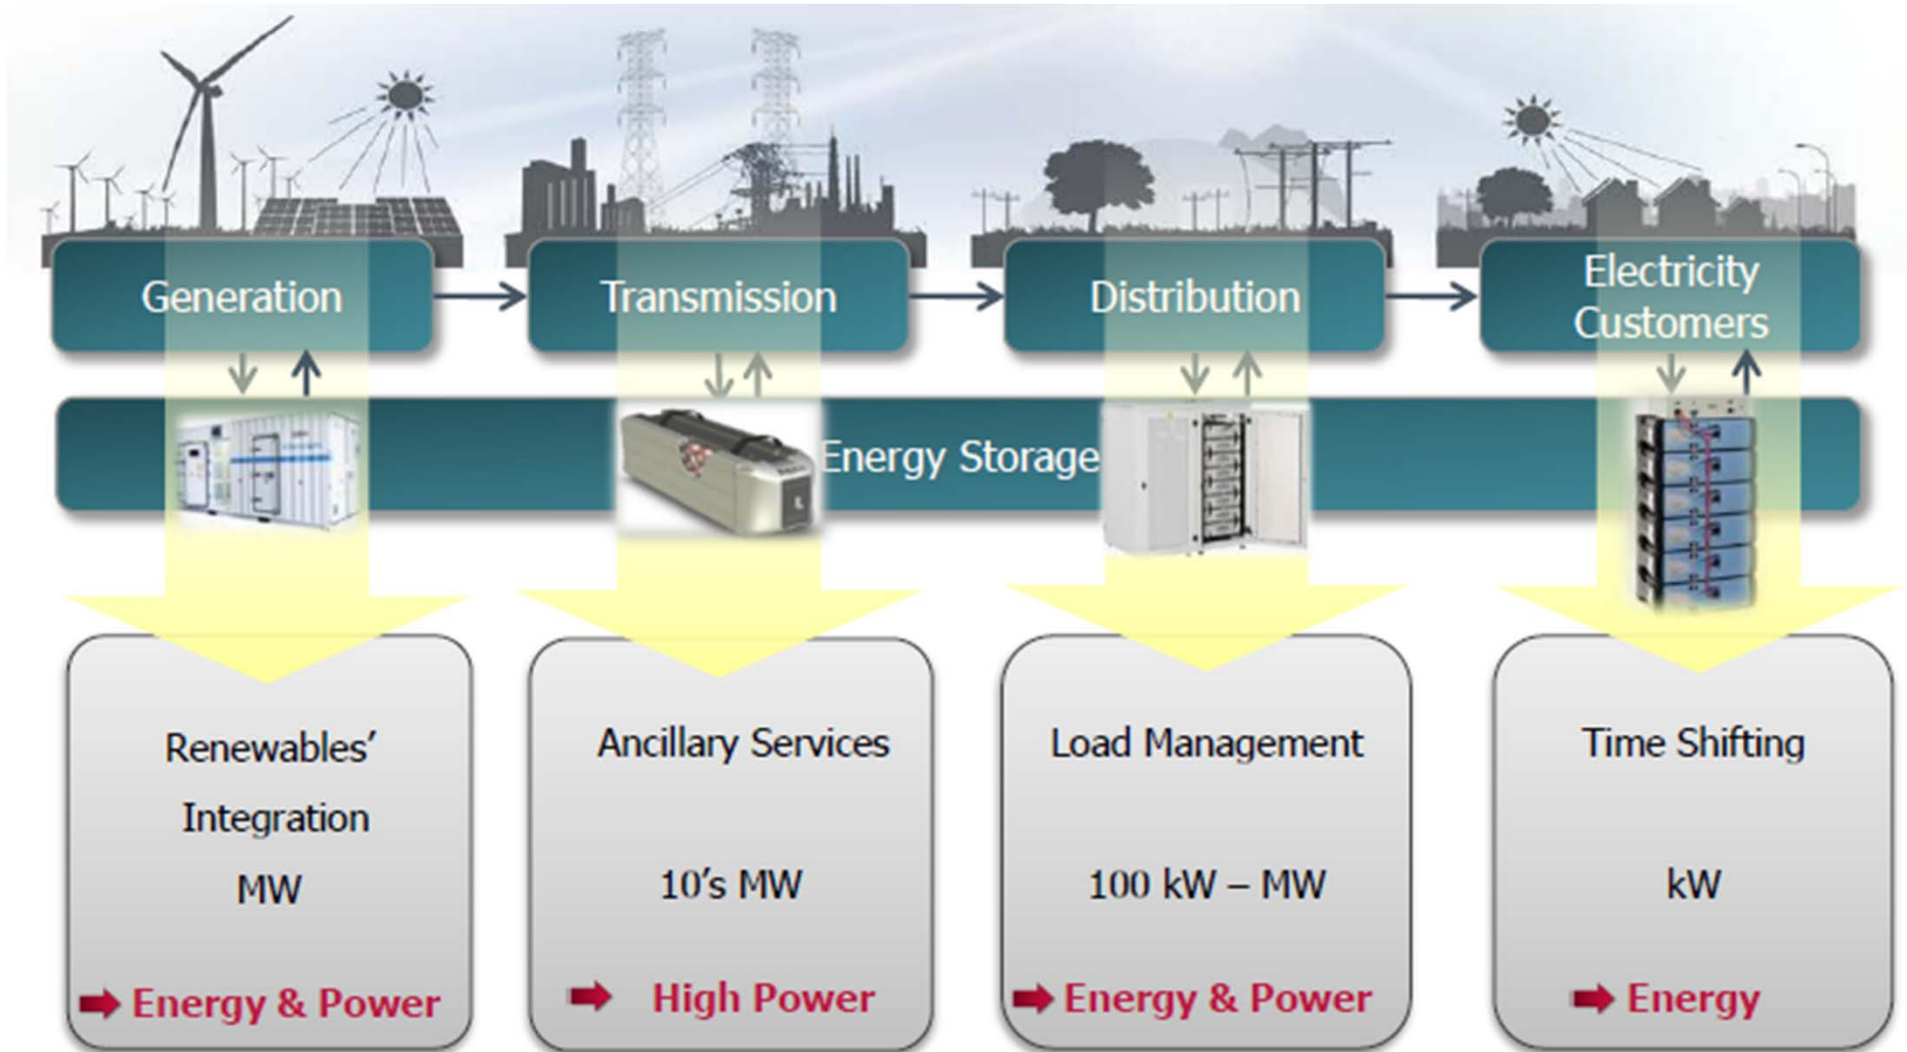 Generation
Transmission
Distribution
Electricity
Customers
Energy Storage
Renewables’
Integration
MW
Energy & Power
Ancillary Services
10’s MW
High Power
Load Management
100 kW – MW
Energy & Power
Time Shifting
kW
Energy